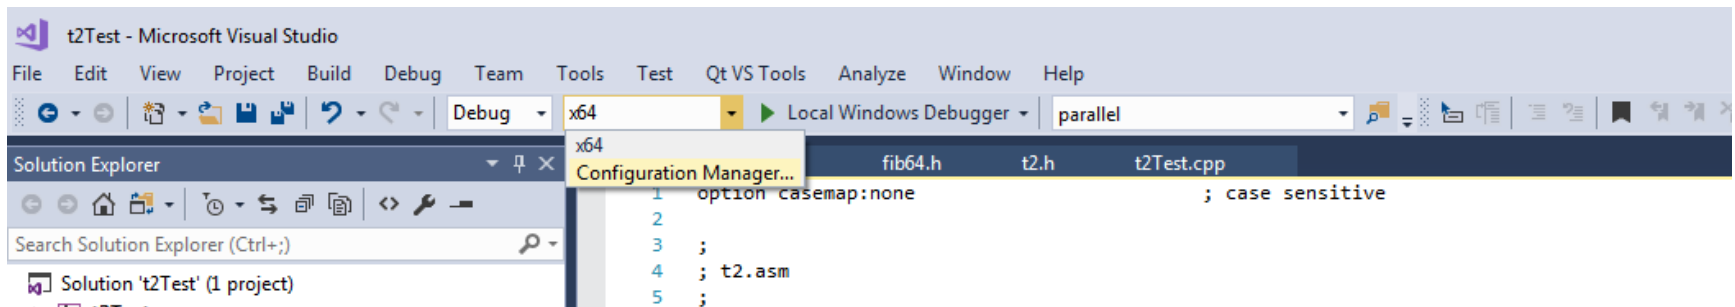 t2Test - Microsoft Visual Studio
File Edit View Project Build Debug Team Tools Test Qt VS Tools Analyze Window Help
Debug x64 Local Windows Debugger parallel
x64
Configuration Manager...
Solution Explorer
fib64.h t2.h t2Test.cpp
Search Solution Explorer (Ctrl+;)
Solution 't2Test' (1 project)
1 option casemap:none ; case sensitive
2
3 ;
4 ; t2.asm
5 ;